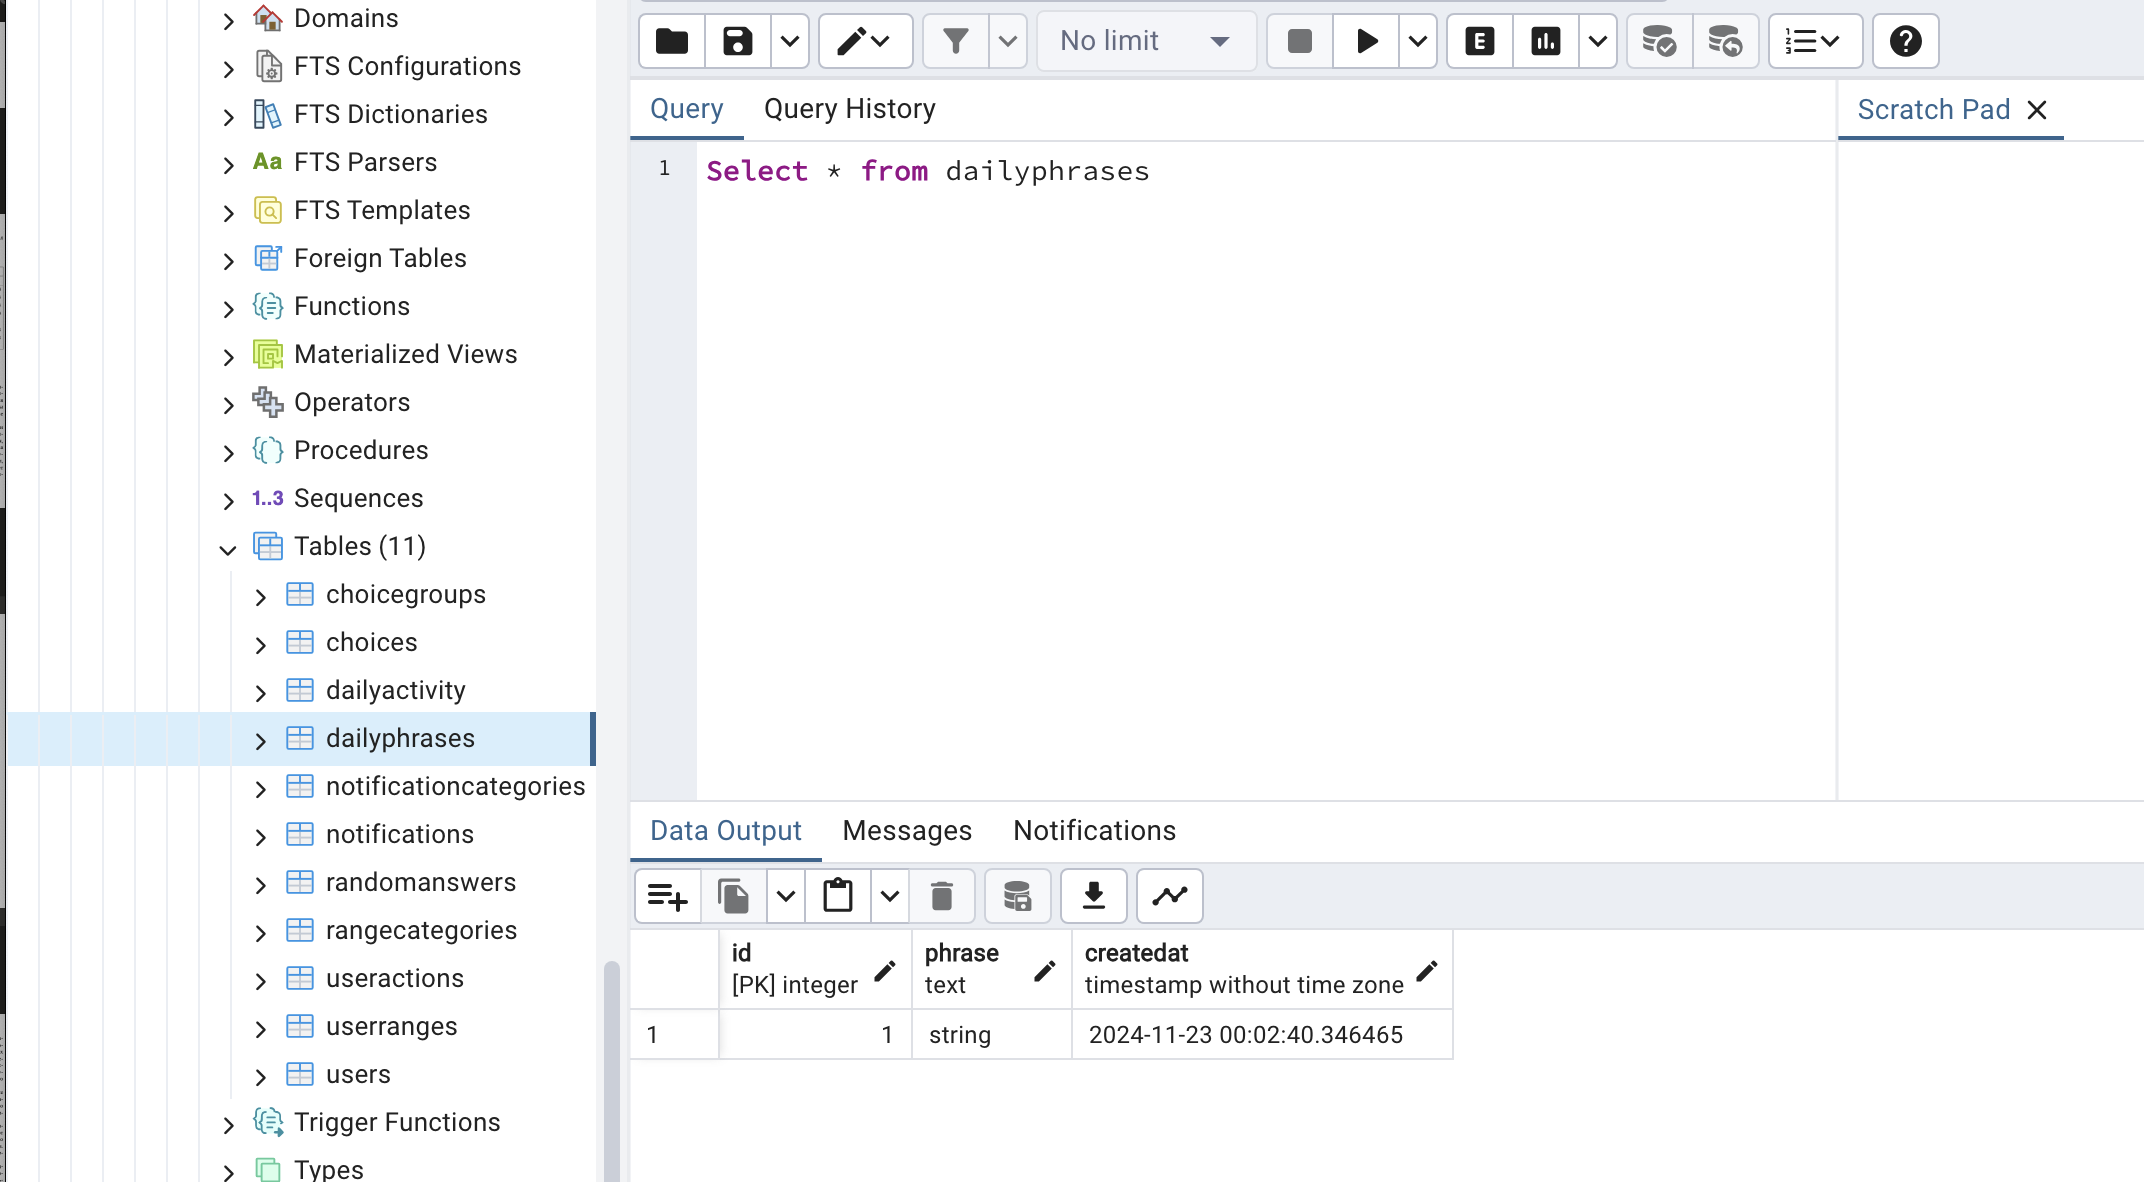 Domains
FTS Configurations
FTS Dictionaries
Aa FTS Parsers
FTS Templates
Foreign Tables
Functions
Materialized Views
Operators
Procedures
1..3 Sequences
Tables (11)
choicegroups
choices
dailyactivity
dailyphrases
notificationcategories
notifications
randomanswers
rangecategories
useractions
userranges
users
Trigger Functions
Types
No limit
E
Query Query History
Scratch Pad
1 Select * from dailyphrases
Data Output Messages Notifications
id phrase createdat
[PK] integer text timestamp without time zone
1 1 string 2024-11-23 00:02:40.346465